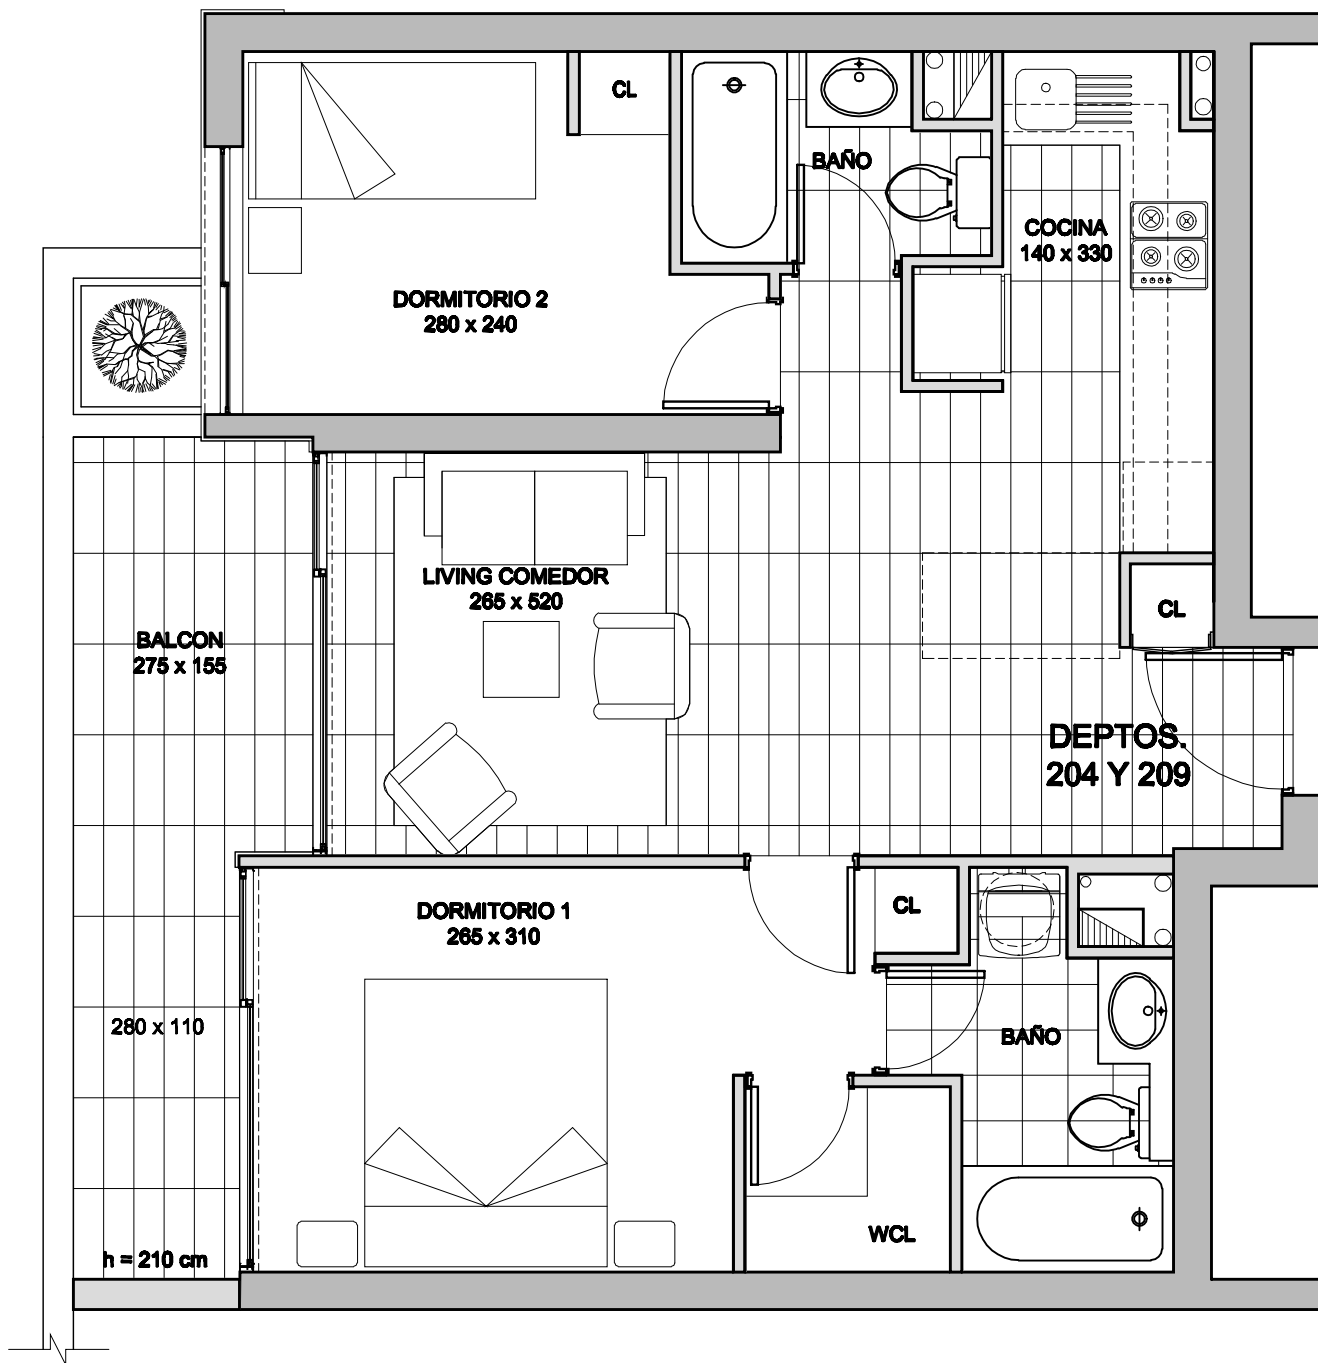 CL
BAÑO
COCINA
140 x 330
DORMITORIO 2
280 x 240
LIVING COMEDOR
265 x 520
CL
BALCON
275 x 155
DEPTOS.
204 Y 209
CL
DORMITORIO 1
265 x 310
280 x 110
BAÑO
WCL
h = 210 cm